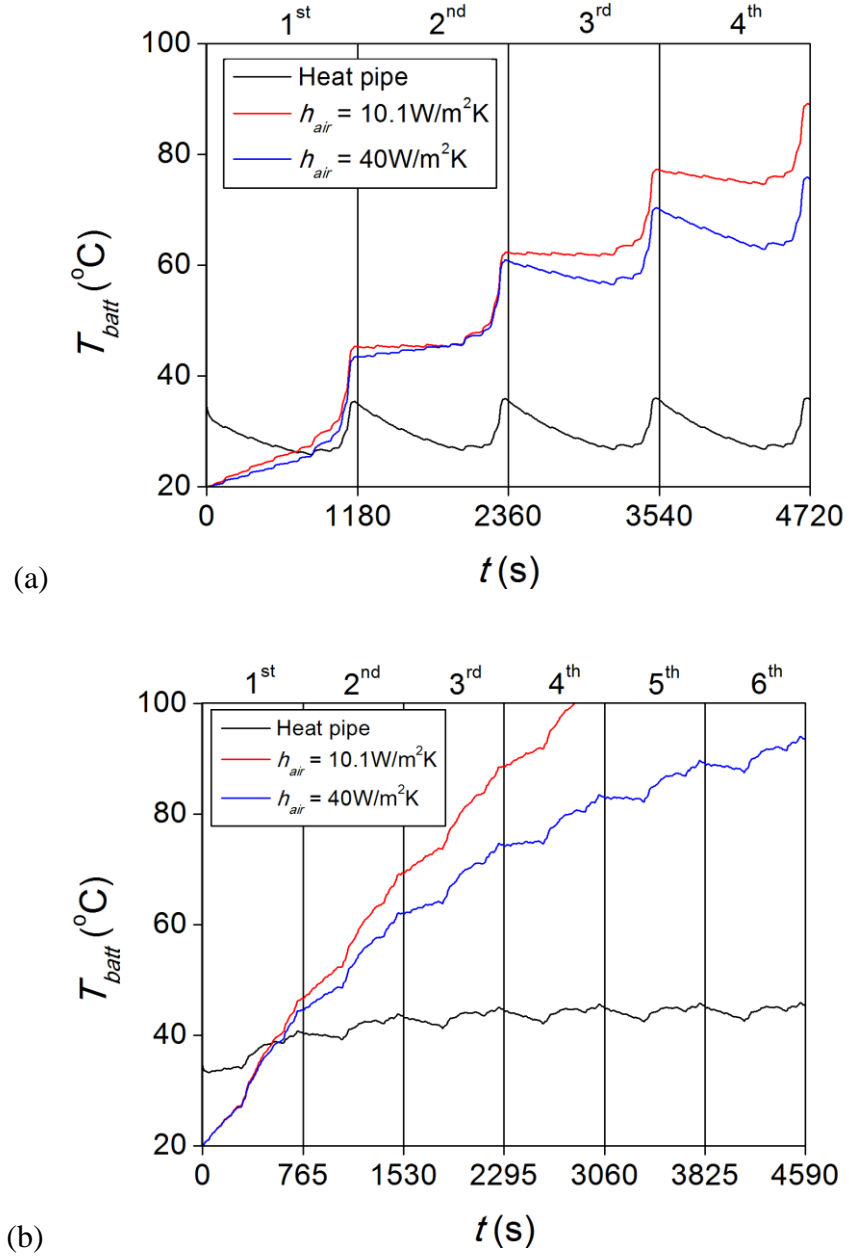 1st 2nd 3rd 4th
100
80
60
40
20
Tbatt (oC)
Heat pipe
hair = 10.1W/m2K
hair = 40W/m2K
0 1180 2360 3540 4720
t (s)
(a)
1st 2nd 3rd 4th 5th 6th
100
80
60
40
20
Tbatt (oC)
Heat pipe
hair = 10.1W/m2K
hair = 40W/m2K
0 765 1530 2295 3060 3825 4590
t (s)
(b)